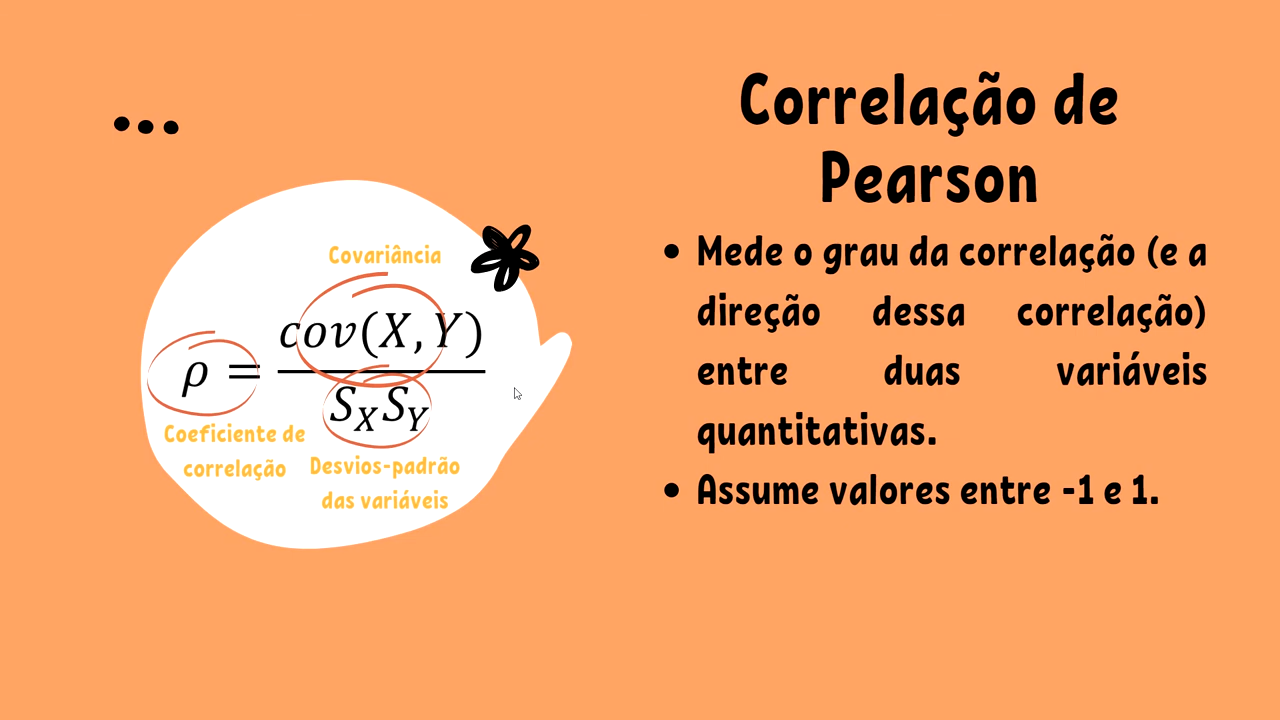 ...
Correlação de
Pearson
Covariância
ρ = cov(X,Y) / S_X S_Y
Coeficiente de
correlação
Desvios-padrão
das variáveis
• Mede o grau da correlação (e a
direção dessa correlação)
entre duas variáveis
quantitativas.
• Assume valores entre -1 e 1.